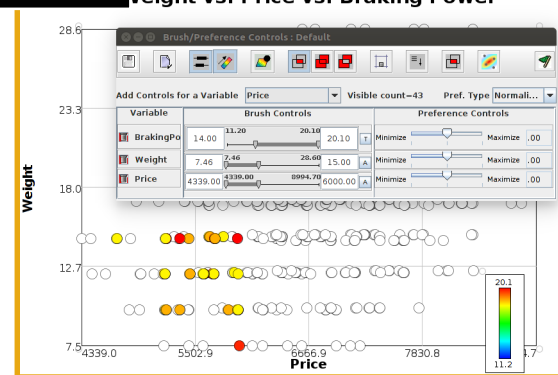 Weight vs. Price vs. Braking Power
28.6
Brush/Preference Controls : Default
Add Controls for a Variable Price Visible count=43 Pref. Type Normali...
23.3
Variable Brush Controls Preference Controls
BrakingPo 14.00 11.20 20.10 20.10 T Minimize Maximize .00
Weight 7.46 7.46 28.60 15.00 A Minimize Maximize .00
Price 4339.00 4339.00 8994.70 6000.00 A Minimize Maximize .00
Weight
18.0
12.7
20.1
11.2
7.5
4339.0 5502.9 6666.9 7830.8 4.7
Price